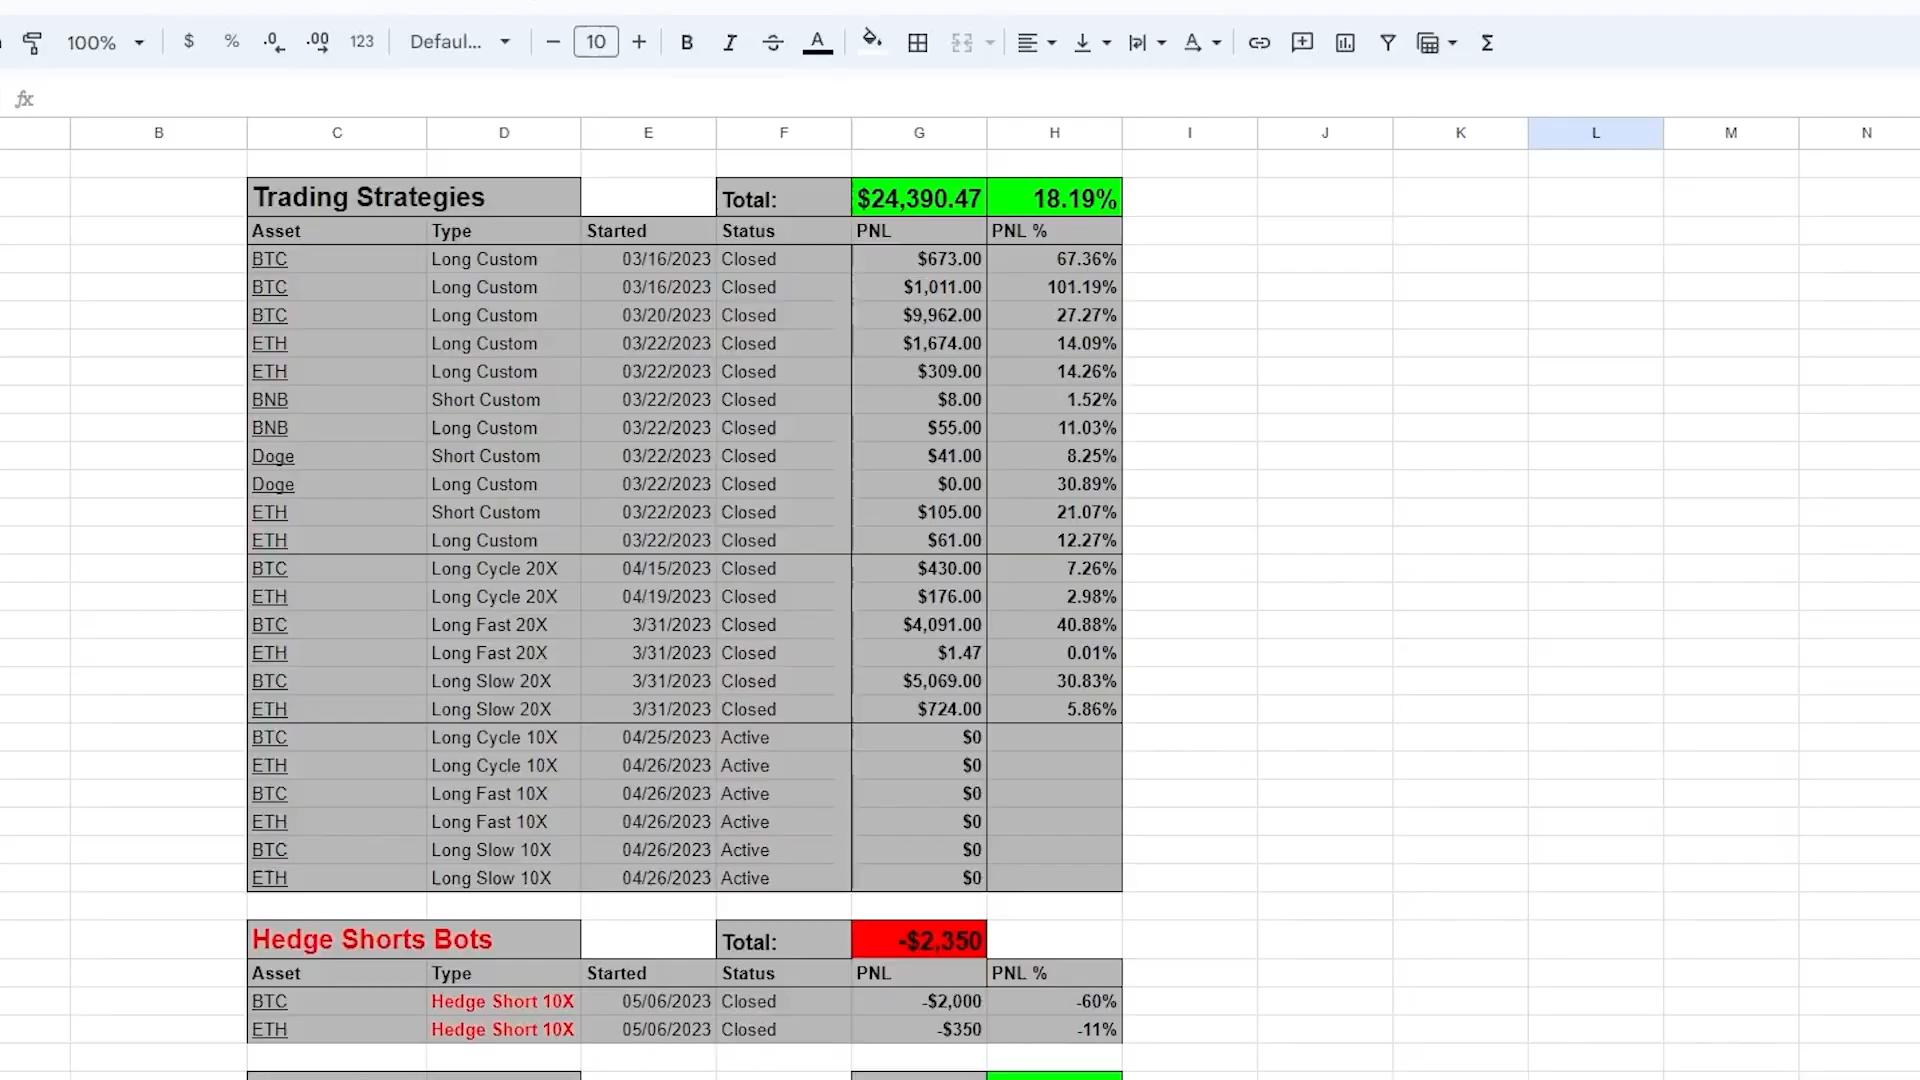 100% $ % .0 .00 123 Defaul... 10 B I S A A Σ
fx
B C D E F G H I J K L M N
Trading Strategies Total: $24,390.47 18.19%
Asset Type Started Status PNL PNL %
BTC Long Custom 03/16/2023 Closed $673.00 67.36%
BTC Long Custom 03/16/2023 Closed $1,011.00 101.19%
BTC Long Custom 03/20/2023 Closed $9,962.00 27.27%
ETH Long Custom 03/22/2023 Closed $1,674.00 14.09%
ETH Long Custom 03/22/2023 Closed $309.00 14.26%
BNB Short Custom 03/22/2023 Closed $8.00 1.52%
BNB Long Custom 03/22/2023 Closed $55.00 11.03%
Doge Short Custom 03/22/2023 Closed $41.00 8.25%
Doge Long Custom 03/22/2023 Closed $0.00 30.89%
ETH Short Custom 03/22/2023 Closed $105.00 21.07%
ETH Long Custom 03/22/2023 Closed $61.00 12.27%
BTC Long Cycle 20X 04/15/2023 Closed $430.00 7.26%
ETH Long Cycle 20X 04/19/2023 Closed $176.00 2.98%
BTC Long Fast 20X 3/31/2023 Closed $4,091.00 40.88%
ETH Long Fast 20X 3/31/2023 Closed $1.47 0.01%
BTC Long Slow 20X 3/31/2023 Closed $5,069.00 30.83%
ETH Long Slow 20X 3/31/2023 Closed $724.00 5.86%
BTC Long Cycle 10X 04/25/2023 Active $0
ETH Long Cycle 10X 04/26/2023 Active $0
BTC Long Fast 10X 04/26/2023 Active $0
ETH Long Fast 10X 04/26/2023 Active $0
BTC Long Slow 10X 04/26/2023 Active $0
ETH Long Slow 10X 04/26/2023 Active $0
Hedge Shorts Bots Total: -$2,350
Asset Type Started Status PNL PNL %
BTC Hedge Short 10X 05/06/2023 Closed -$2,000 -60%
ETH Hedge Short 10X 05/06/2023 Closed -$350 -11%